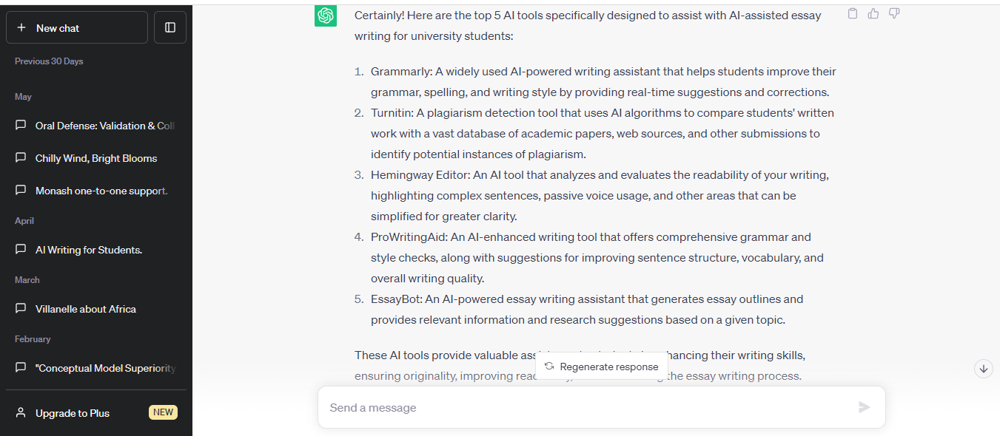 New chat
Previous 30 Days
May
Oral Defense: Validation & Coll
Chilly Wind, Bright Blooms
Monash one-to-one support.
April
AI Writing for Students.
March
Villanelle about Africa
February
"Conceptual Model Superiority
Upgrade to Plus NEW
Certainly! Here are the top 5 AI tools specifically designed to assist with AI-assisted essay
writing for university students:
1. Grammarly: A widely used AI-powered writing assistant that helps students improve their
grammar, spelling, and writing style by providing real-time suggestions and corrections.
2. Turnitin: A plagiarism detection tool that uses AI algorithms to compare students' written
work with a vast database of academic papers, web sources, and other submissions to
identify potential instances of plagiarism.
3. Hemingway Editor: An AI tool that analyzes and evaluates the readability of your writing,
highlighting complex sentences, passive voice usage, and other areas that can be
simplified for greater clarity.
4. ProWritingAid: An AI-enhanced writing tool that offers comprehensive grammar and
style checks, along with suggestions for improving sentence structure, vocabulary, and
overall writing quality.
5. EssayBot: An AI-powered essay writing assistant that generates essay outlines and
provides relevant information and research suggestions based on a given topic.
These AI tools provide valuable their writing skills,
ensuring originality, improving the essay writing process.
Regenerate response
Send a message